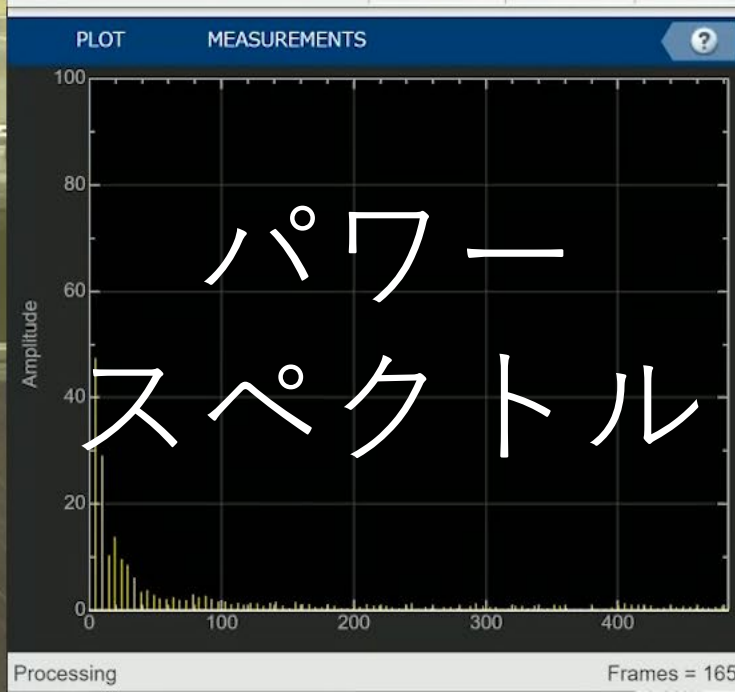 PLOT MEASUREMENTS ?
100
80
60
40
20
0
Amplitude
パワー
スペクトル
0 100 200 300 400
Processing Frames = 165